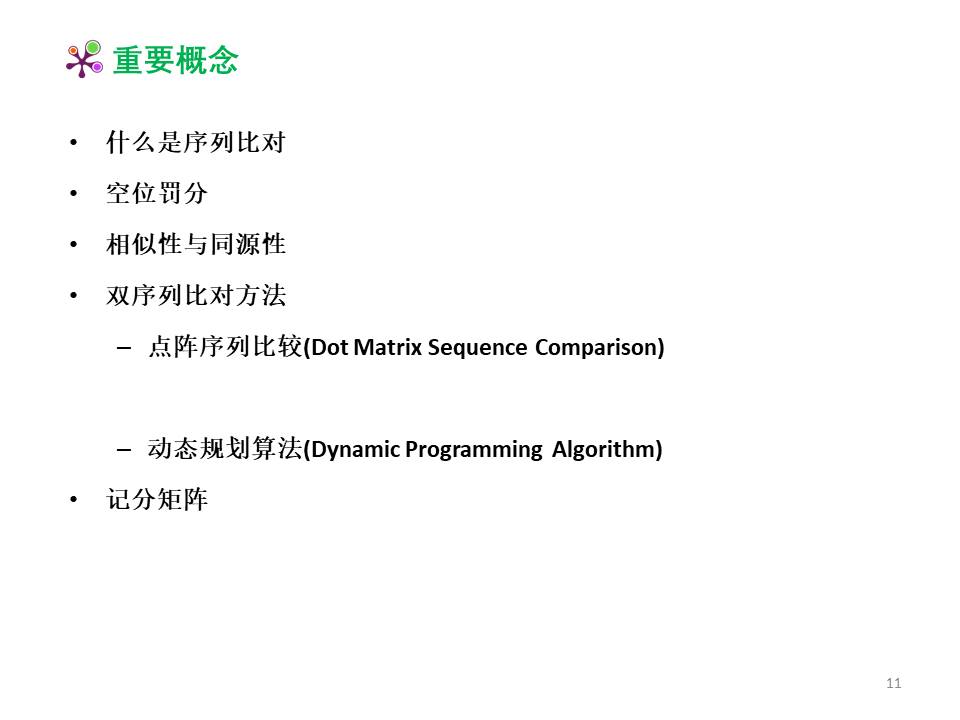 重要概念
• 什么是序列比对
• 空位罚分
• 相似性与同源性
• 双序列比对方法
– 点阵序列比较(Dot Matrix Sequence Comparison)
– 动态规划算法(Dynamic Programming Algorithm)
• 记分矩阵
11